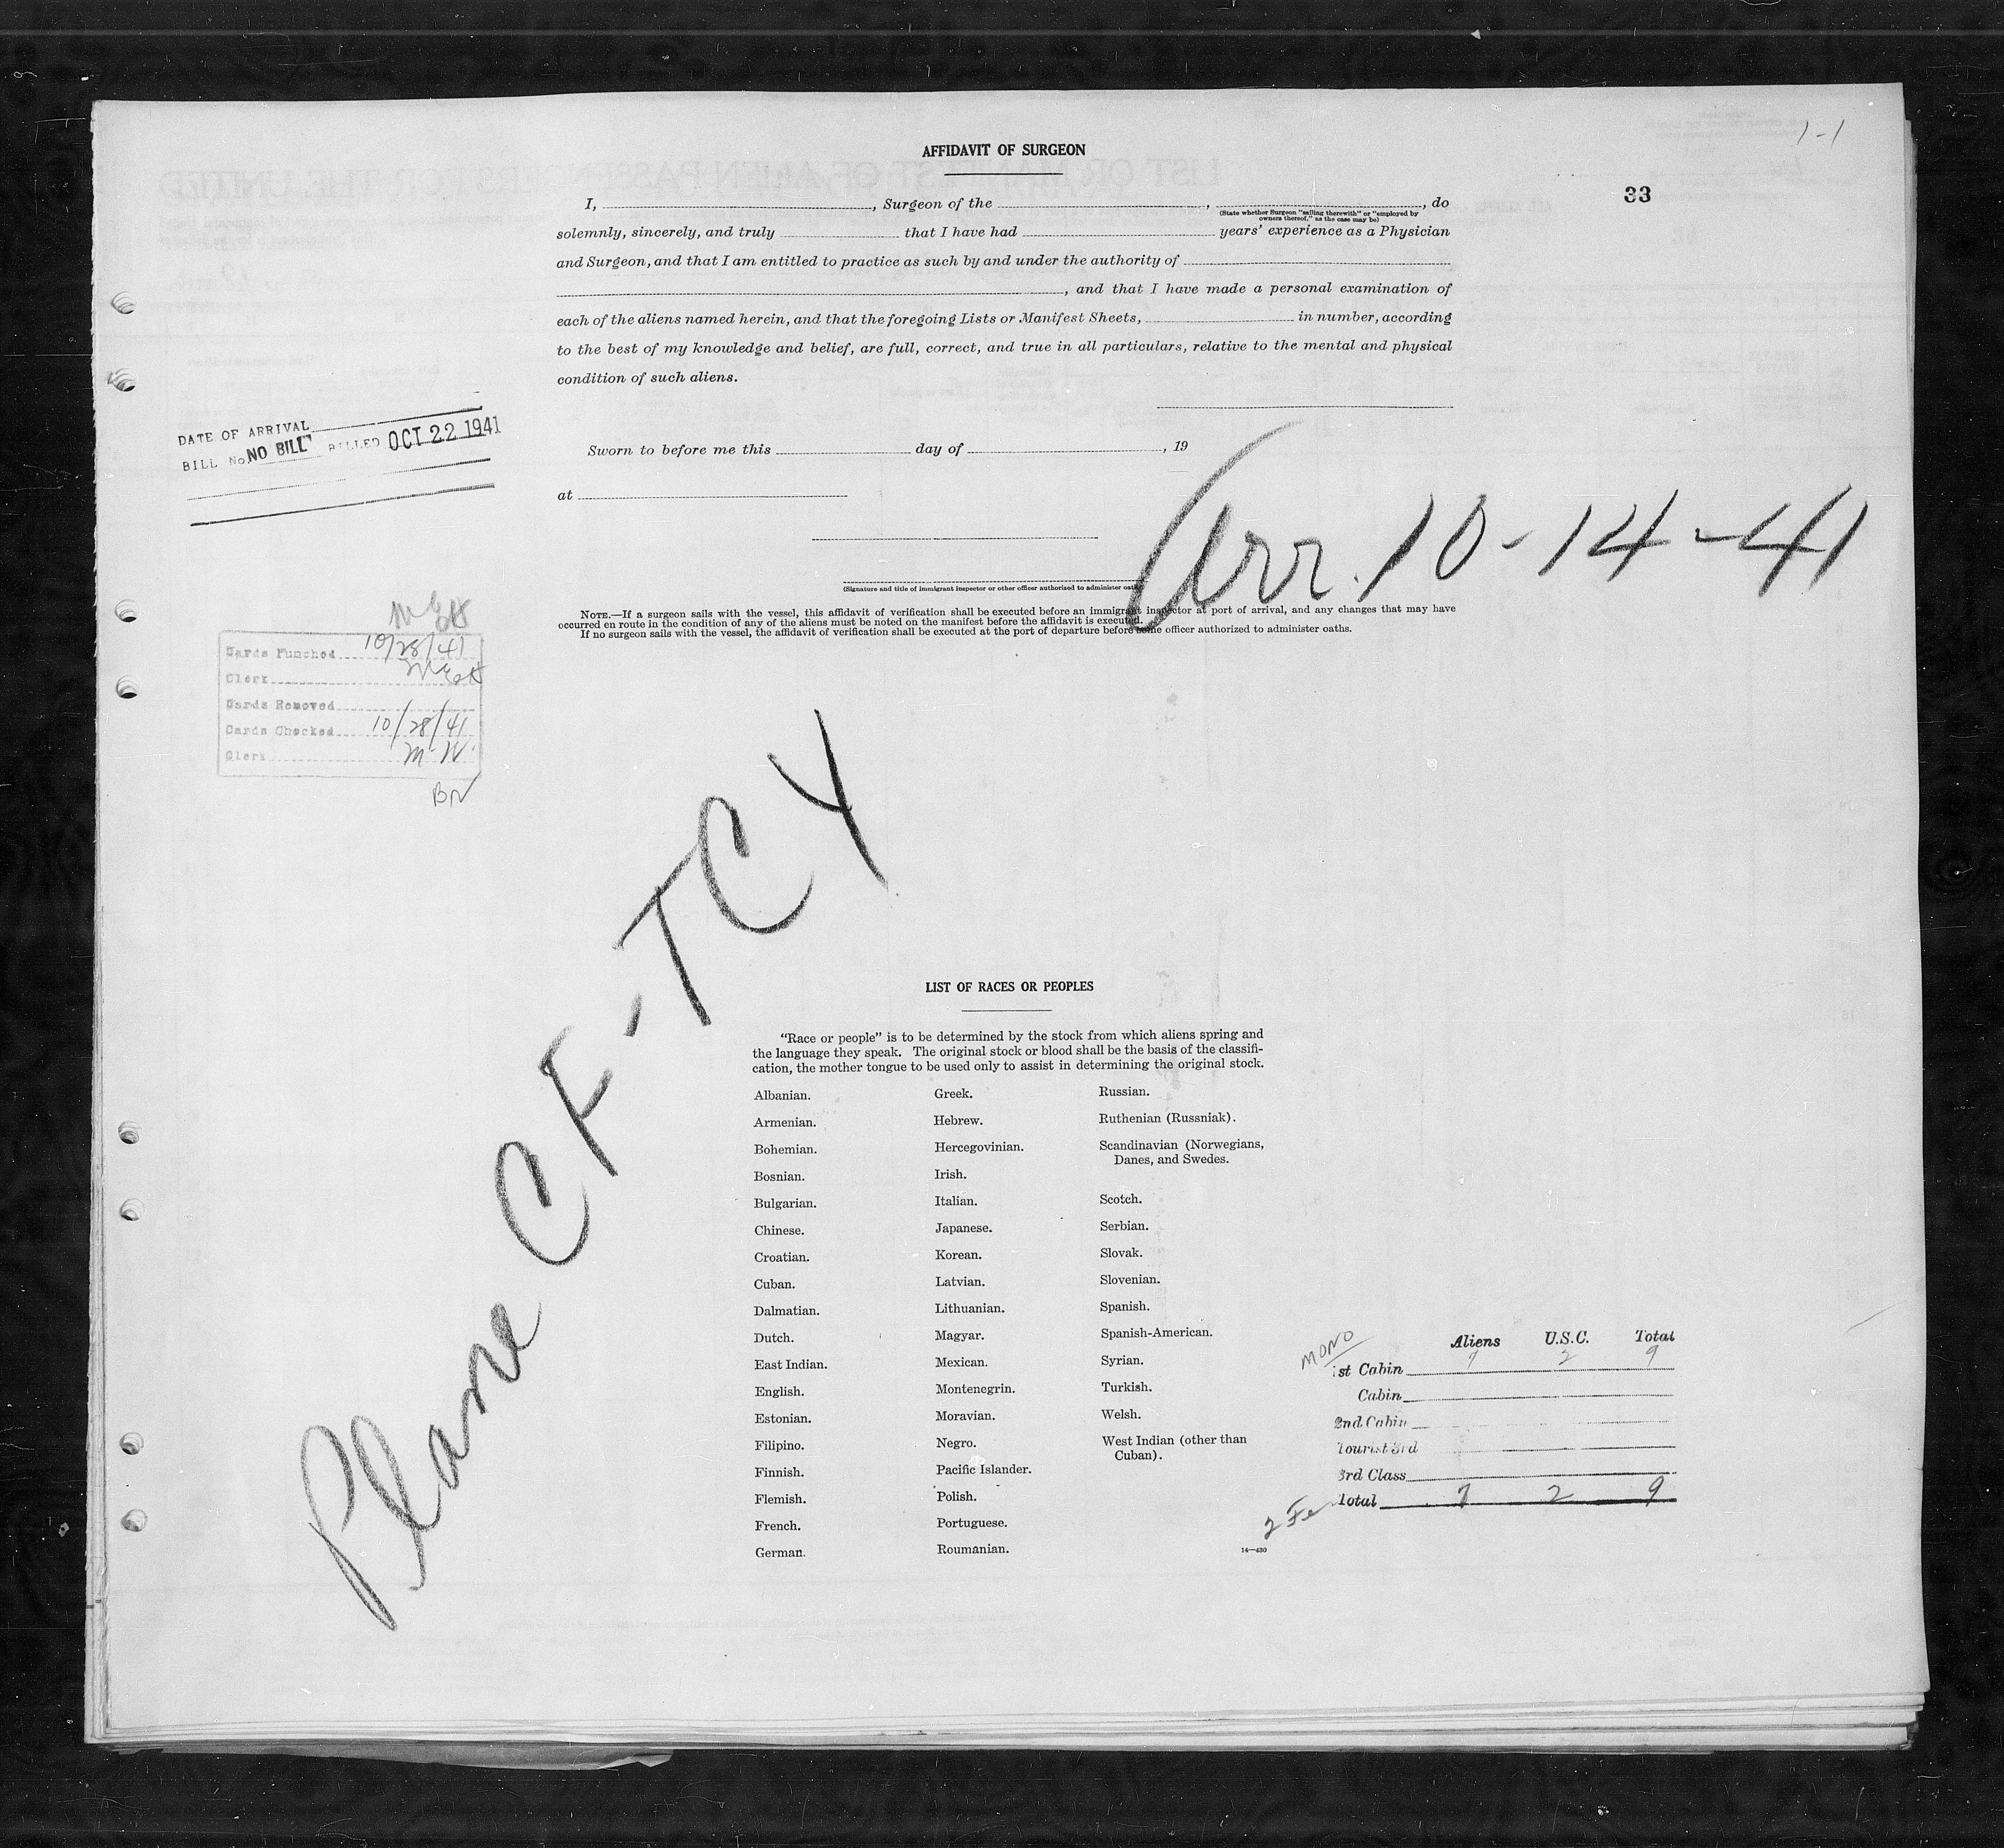 1-1
AFFIDAVIT OF SURGEON
33
I, , Surgeon of the , , do
(State whether Surgeon "sailing therewith" or "employed by
owners thereof," as the case may be)
solemnly, sincerely, and truly that I have had years' experience as a Physician
and Surgeon, and that I am entitled to practice as such by and under the authority of
, and that I have made a personal examination of
each of the aliens named herein, and that the foregoing Lists or Manifest Sheets, in number, according
to the best of my knowledge and belief, are full, correct, and true in all particulars, relative to the mental and physical
condition of such aliens.
DATE OF ARRIVAL
BILL No. NO BILL BILLED OCT 22 1941
Sworn to before me this day of , 19
at
Arr. 10-14-41
(Signature and title of immigrant inspector or other officer authorized to administer oaths)
NOTE.—If a surgeon sails with the vessel, this affidavit of verification shall be executed before an immigrant inspector at port of arrival, and any changes that may have
occurred en route in the condition of any of the aliens must be noted on the manifest before the affidavit is executed.
If no surgeon sails with the vessel, the affidavit of verification shall be executed at the port of departure before some officer authorized to administer oaths.
Cards Punched 10/28/41
Clerk
Cards Removed
Cards Checked 10/28/41
Clerk M.W.
BN
Plane CF-TCY
LIST OF RACES OR PEOPLES
"Race or people" is to be determined by the stock from which aliens spring and
the language they speak. The original stock or blood shall be the basis of the classifi-
cation, the mother tongue to be used only to assist in determining the original stock.
Albanian.
Armenian.
Bohemian.
Bosnian.
Bulgarian.
Chinese.
Croatian.
Cuban.
Dalmatian.
Dutch.
East Indian.
English.
Estonian.
Filipino.
Finnish.
Flemish.
French.
German.
Greek.
Hebrew.
Hercegovinian.
Irish.
Italian.
Japanese.
Korean.
Latvian.
Lithuanian.
Magyar.
Mexican.
Montenegrin.
Moravian.
Negro.
Pacific Islander.
Polish.
Portuguese.
Roumanian.
Russian.
Ruthenian (Russniak).
Scandinavian (Norwegians,
Danes, and Swedes.
Scotch.
Serbian.
Slovak.
Slovenian.
Spanish.
Spanish-American.
Syrian.
Turkish.
Welsh.
West Indian (other than
Cuban).
14—430
MONO
Aliens U.S.C. Total
1st Cabin 7 2 9
Cabin
2nd Cabin
Tourist 3rd
3rd Class
Total 7 2 9